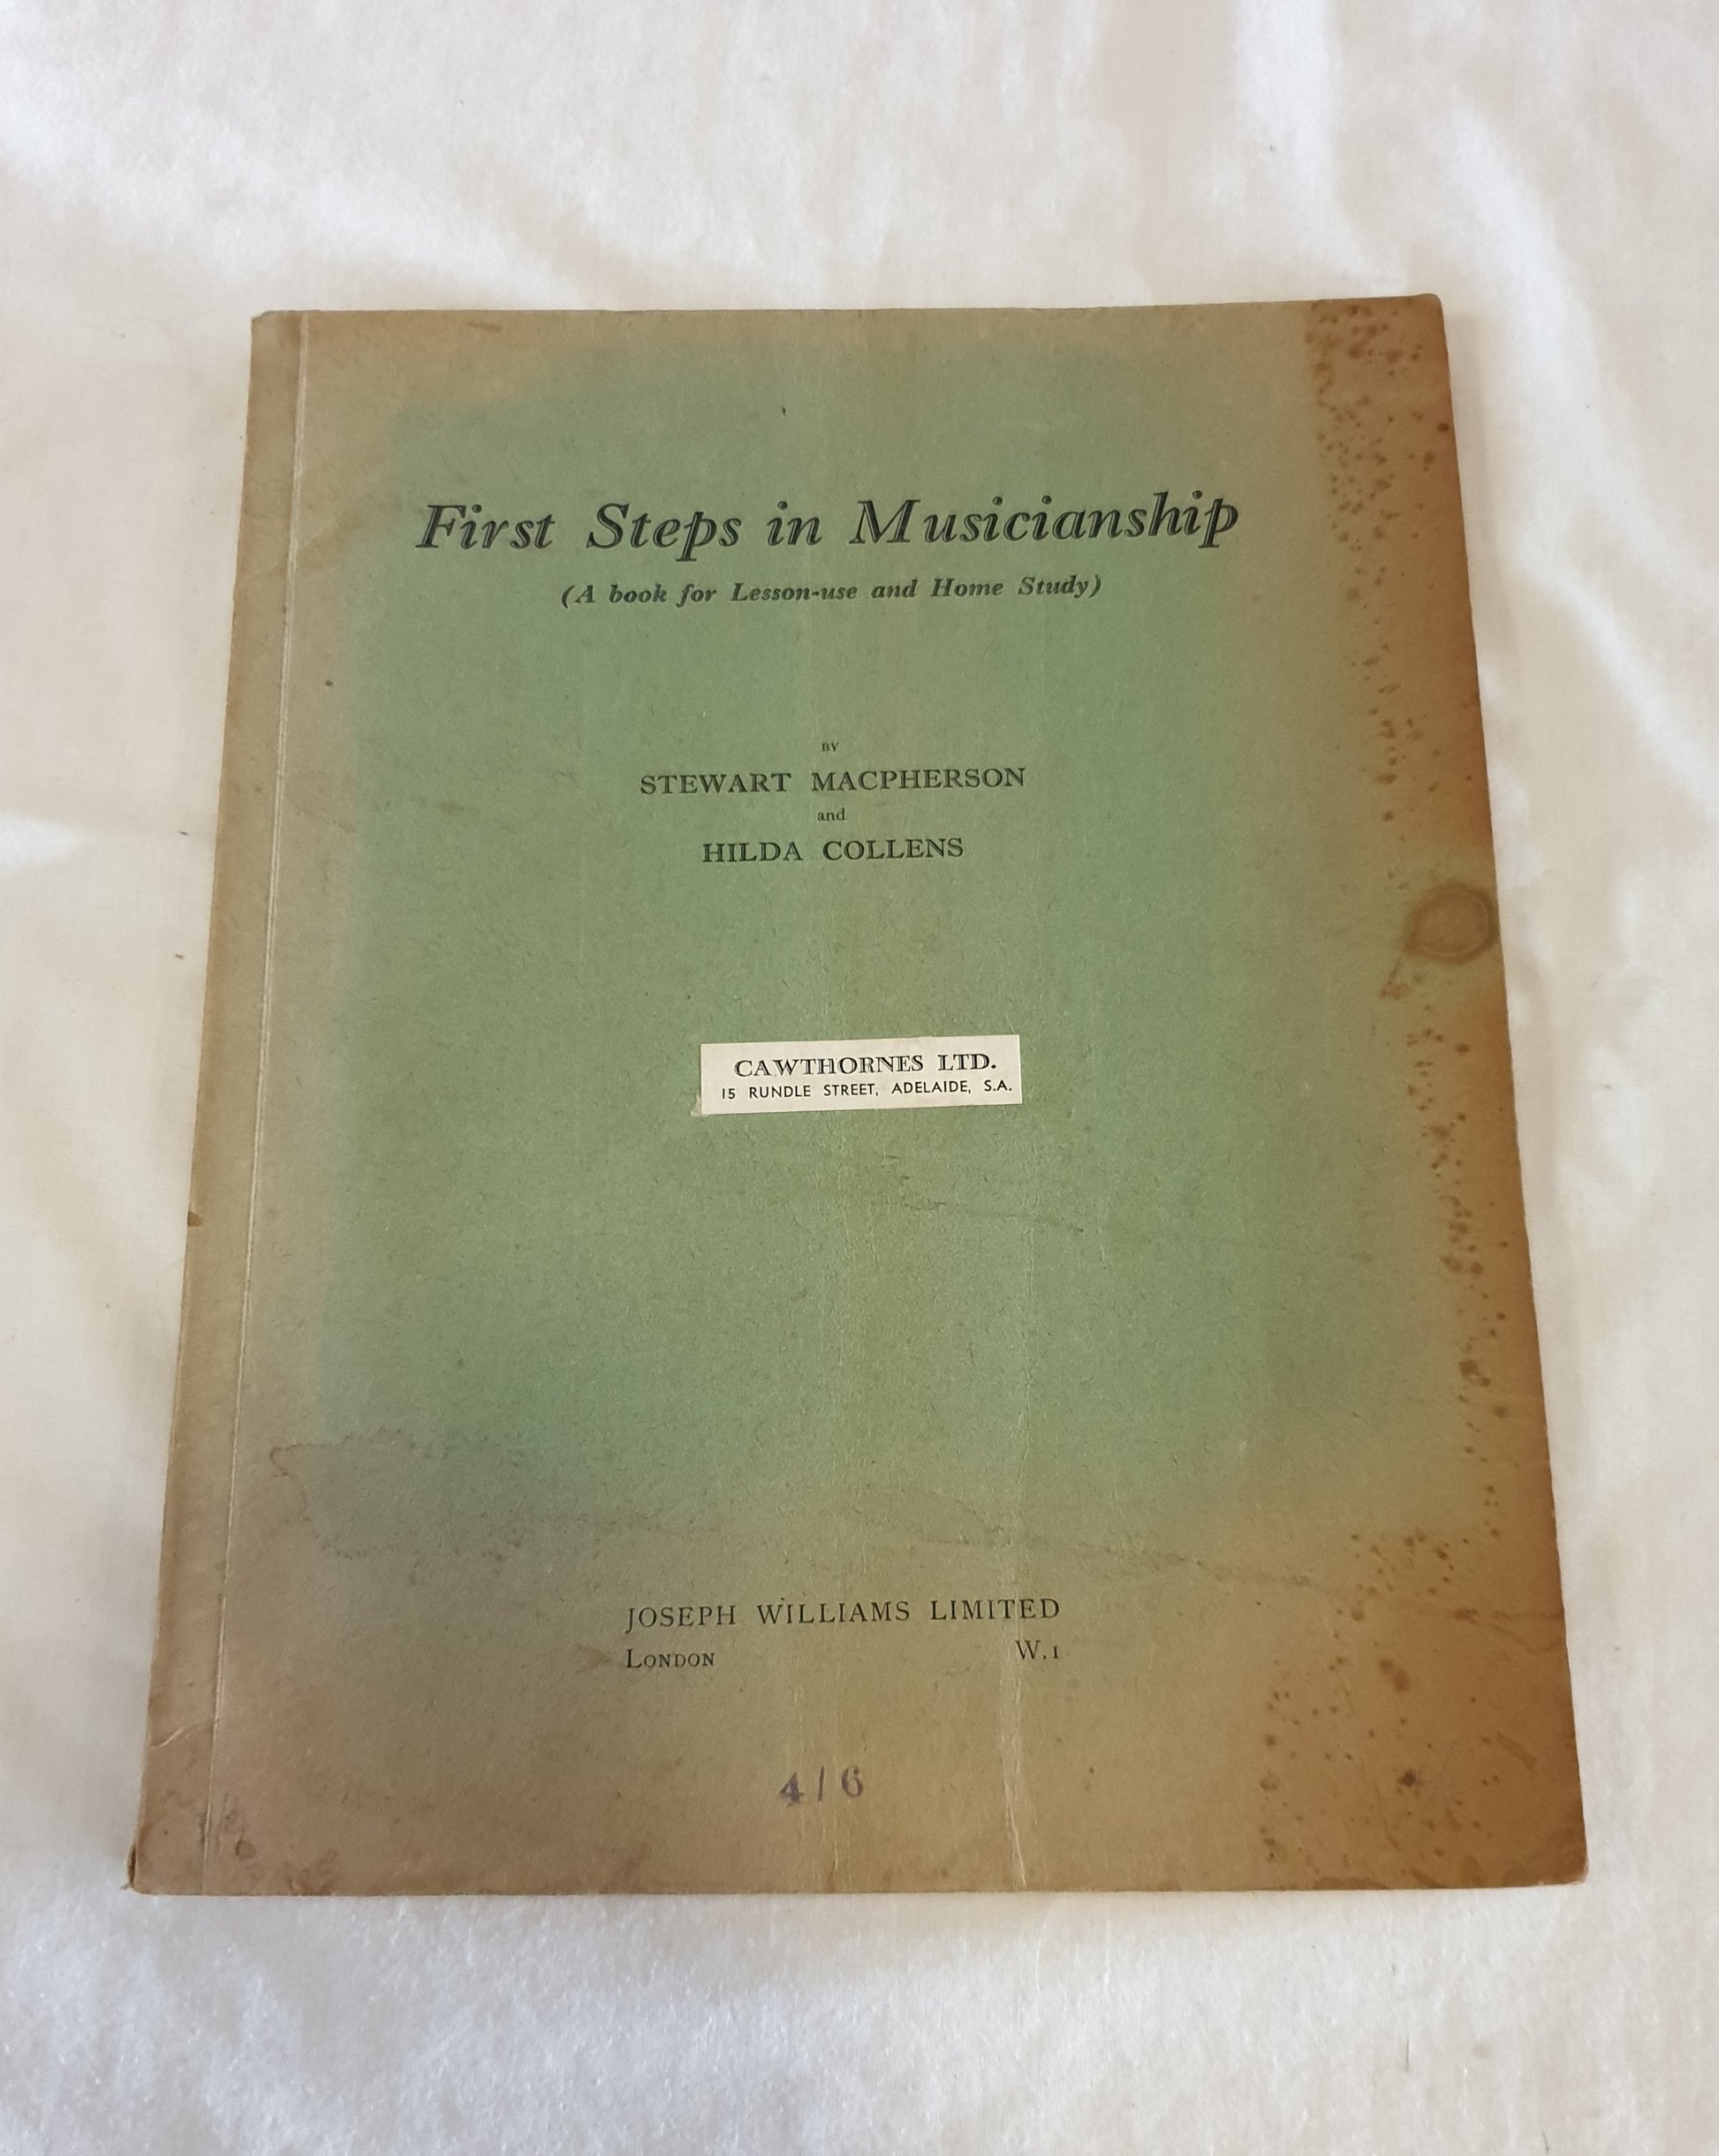 First Steps in Musicianship
(A book for Lesson-use and Home Study)
BY
STEWART MACPHERSON
and
HILDA COLLENS
CAWTHORNES LTD.
15 RUNDLE STREET, ADELAIDE, S.A.
JOSEPH WILLIAMS LIMITED
LONDON W.1
4/6